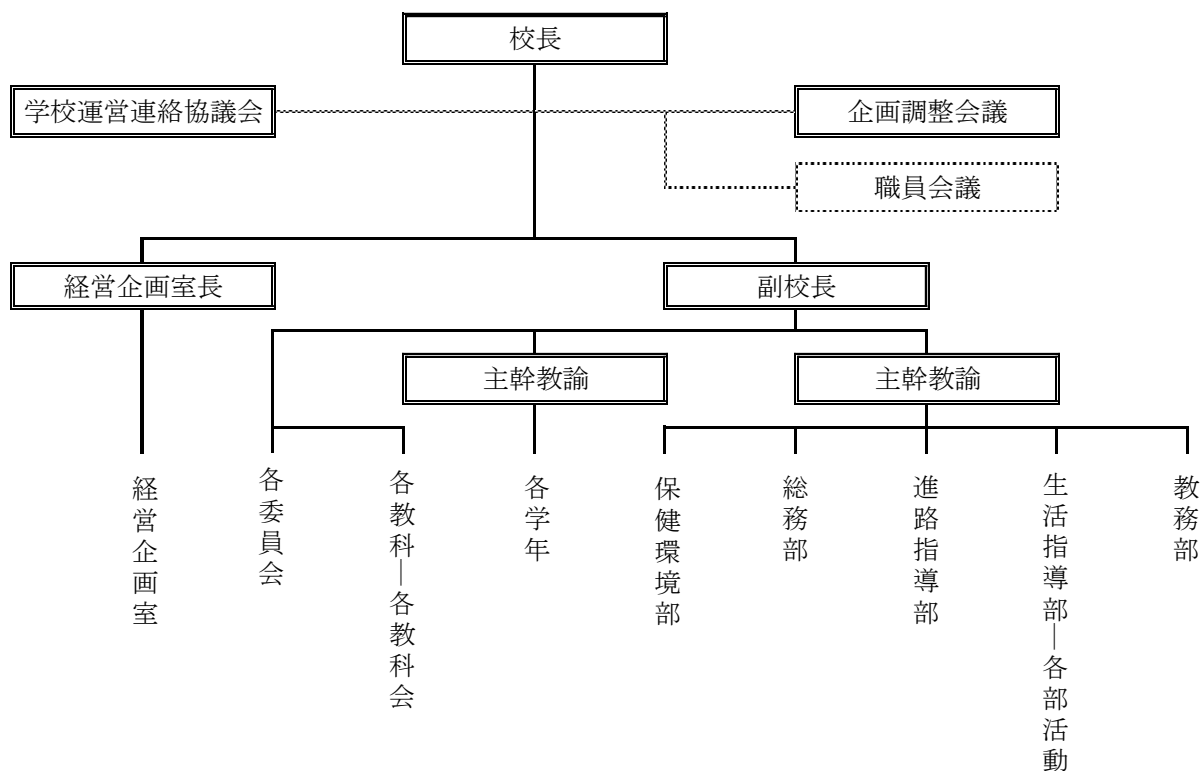 校長
学校運営連絡協議会
企画調整会議
職員会議
経営企画室長
副校長
主幹教諭
主幹教諭
経営企画室
各委員会
各教科―各教科会
各学年
保健環境部
総務部
進路指導部
生活指導部―各部活動
教務部